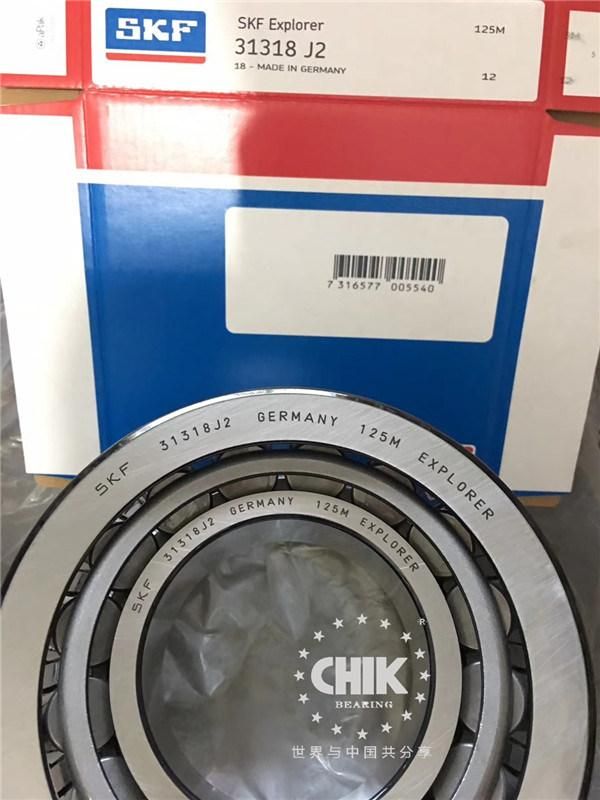 SKF
SKF Explorer
31318 J2
18 - MADE IN GERMANY
125M
12
7 316577 005540
SKF 31318J2 GERMANY 125M EXPLORER
SKF 31318J2 GERMANY 125M EXPLORER
®
CHIK
BEARING
世界与中国共分享